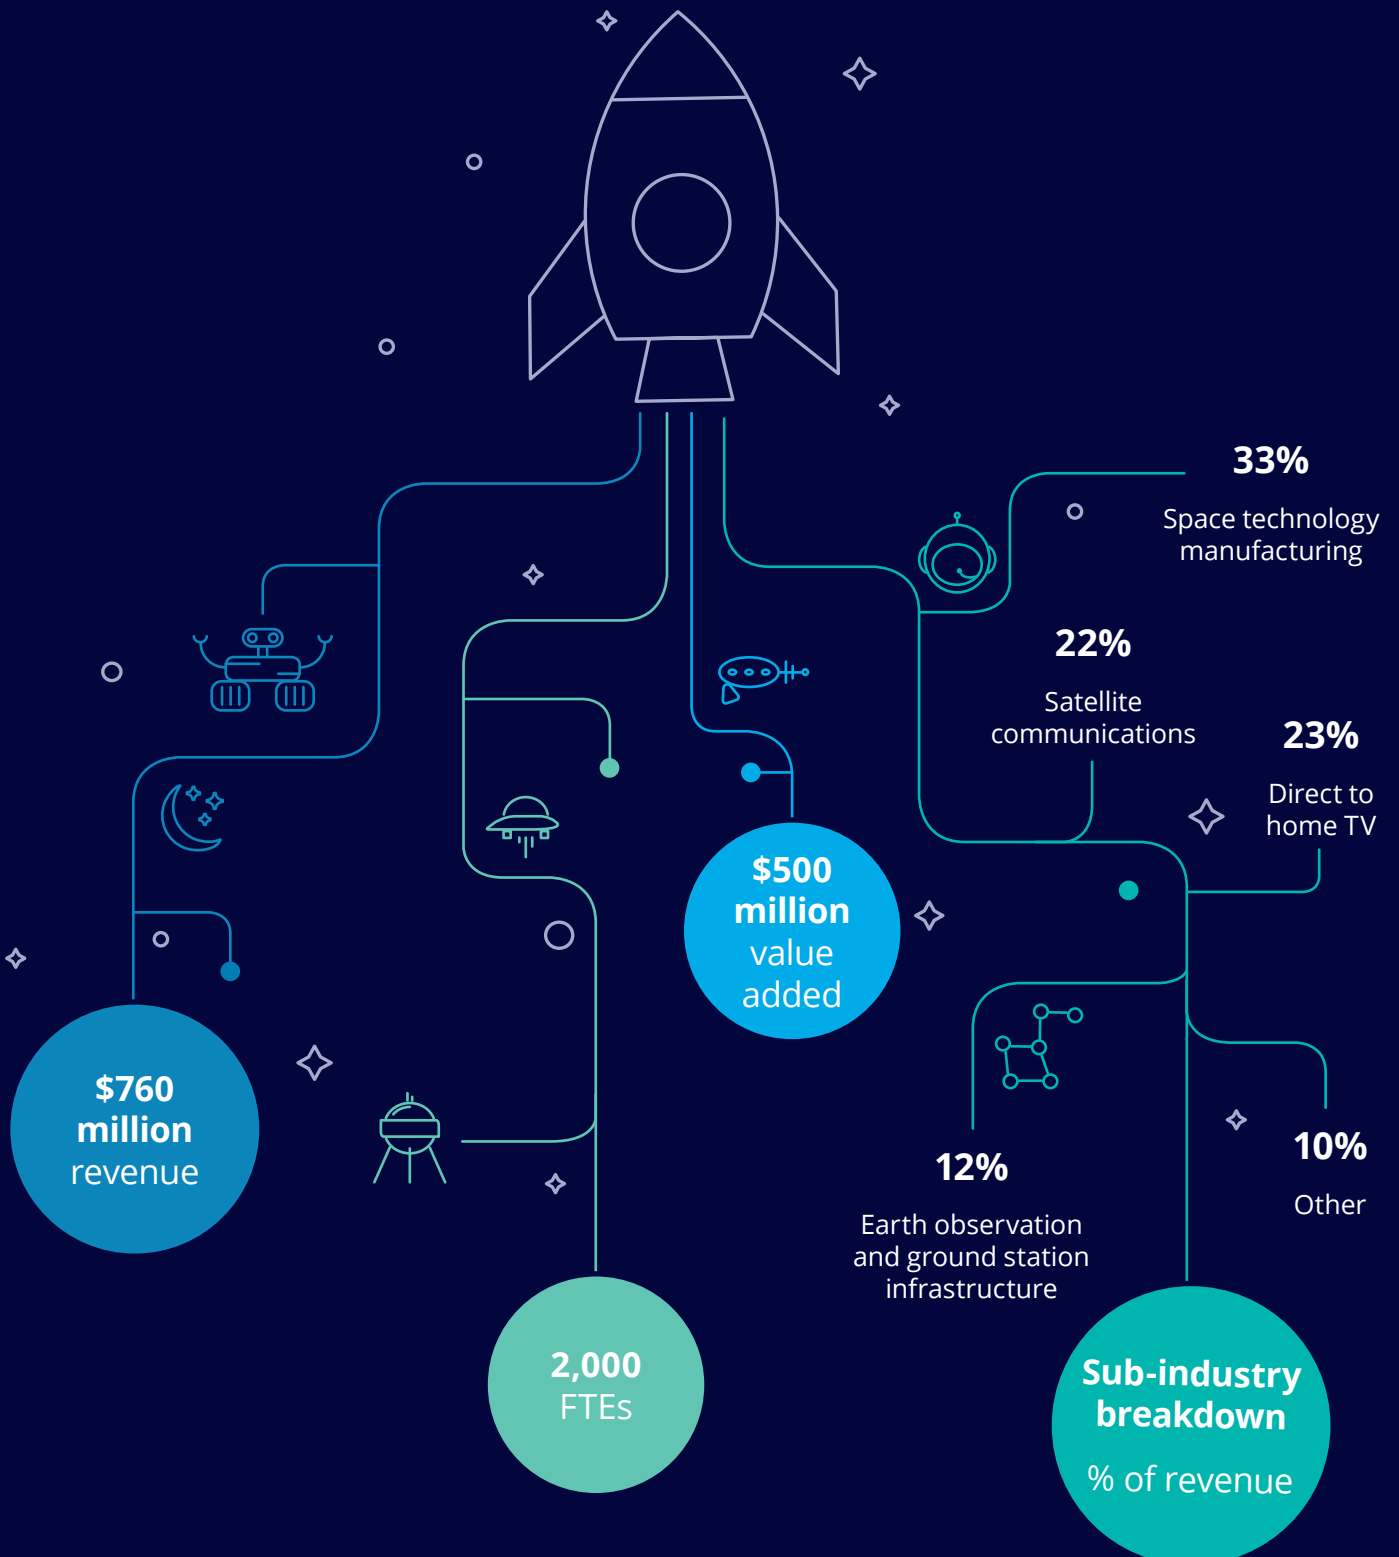 33%
Space technology
manufacturing
22%
Satellite
communications
23%
Direct to
home TV
$500
million
value
added
$760
million
revenue
12%
Earth observation
and ground station
infrastructure
10%
Other
2,000
FTEs
Sub-industry
breakdown
% of revenue